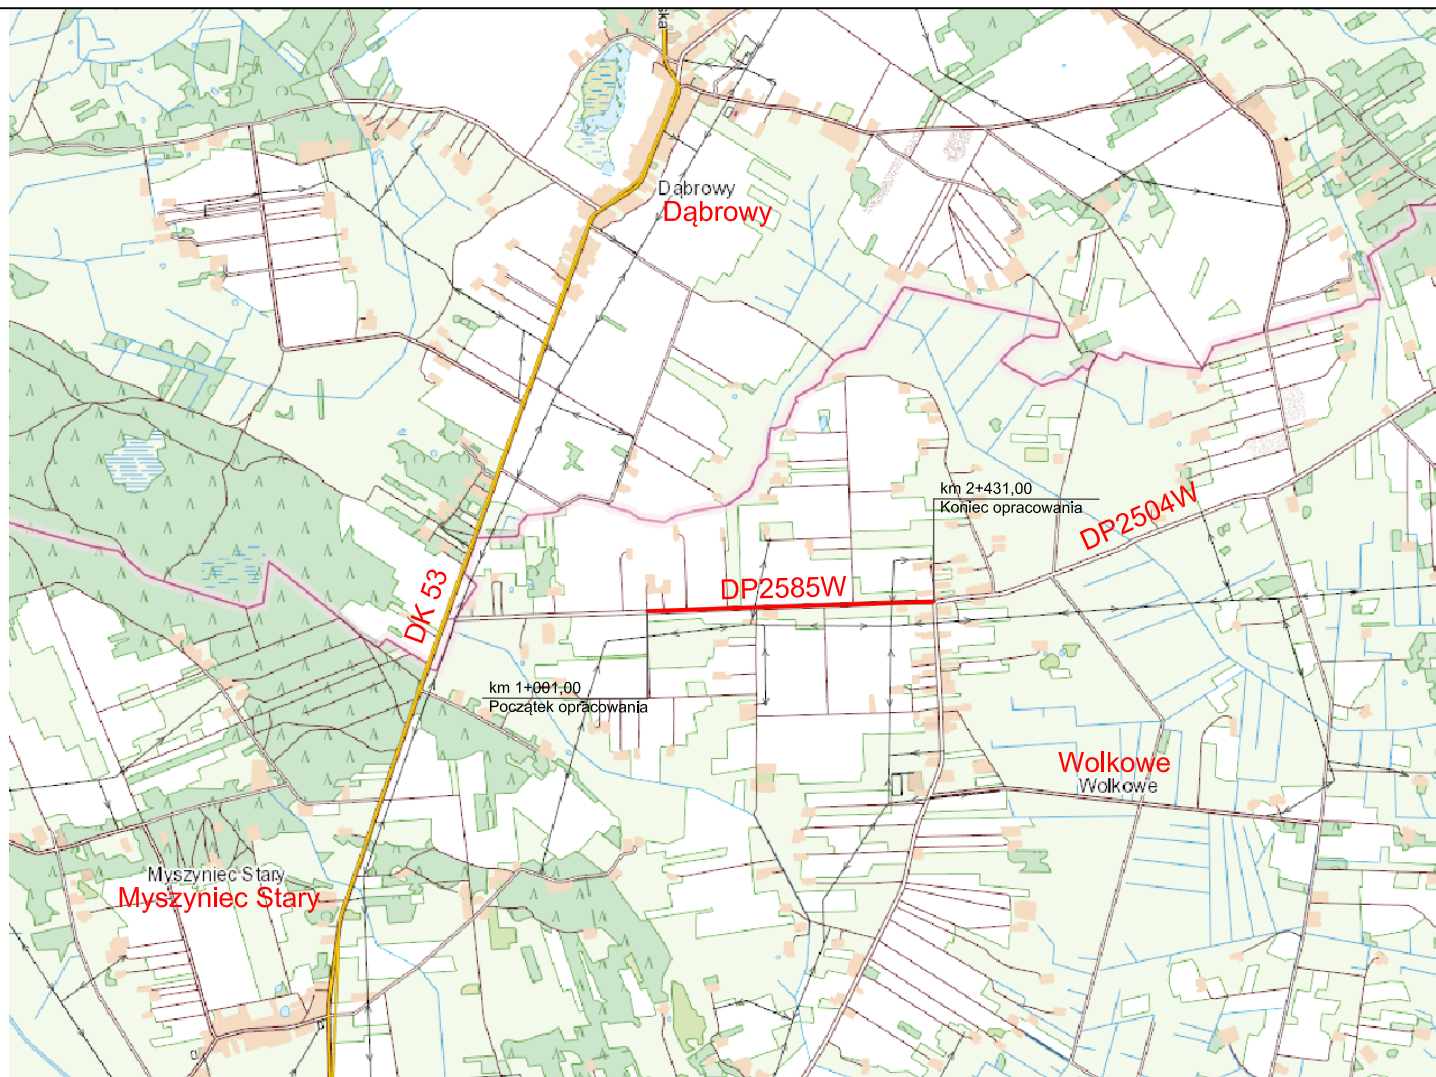 ska
Dąbrowy
Dąbrowy
km 2+431,00
Koniec opracowania
DP2504W
DP2585W
DK 53
km 1+001,00
Początek opracowania
Wolkowe
Wolkowe
Myszyniec Stary
Myszyniec Stary